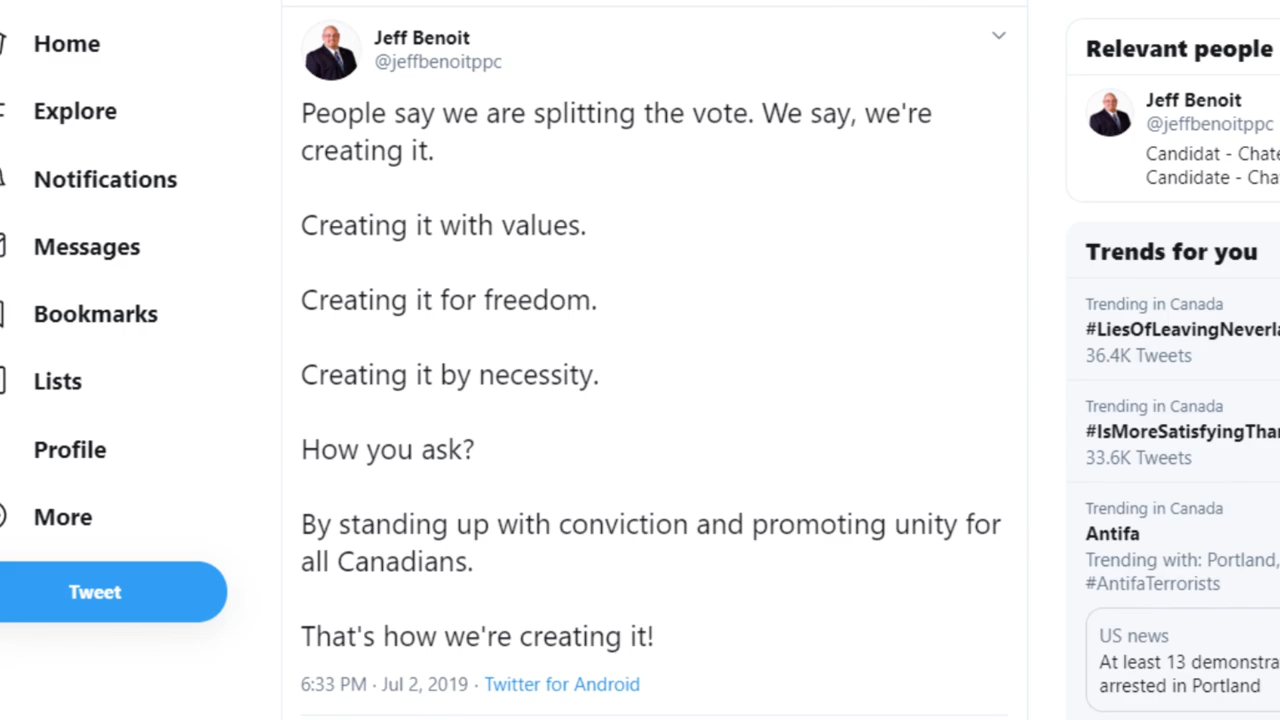 Home
Explore
Notifications
Messages
Bookmarks
Lists
Profile
More
Tweet
Jeff Benoit
@jeffbenoitppc
People say we are splitting the vote. We say, we're
creating it.
Creating it with values.
Creating it for freedom.
Creating it by necessity.
How you ask?
By standing up with conviction and promoting unity for
all Canadians.
That's how we're creating it!
6:33 PM · Jul 2, 2019 · Twitter for Android
Relevant people
Jeff Benoit
@jeffbenoitppc
Candidat - Chate
Candidate - Cha
Trends for you
Trending in Canada
#LiesOfLeavingNeverla
36.4K Tweets
Trending in Canada
#IsMoreSatisfyingThan
33.6K Tweets
Trending in Canada
Antifa
Trending with: Portland,
#AntifaTerrorists
US news
At least 13 demonstra
arrested in Portland